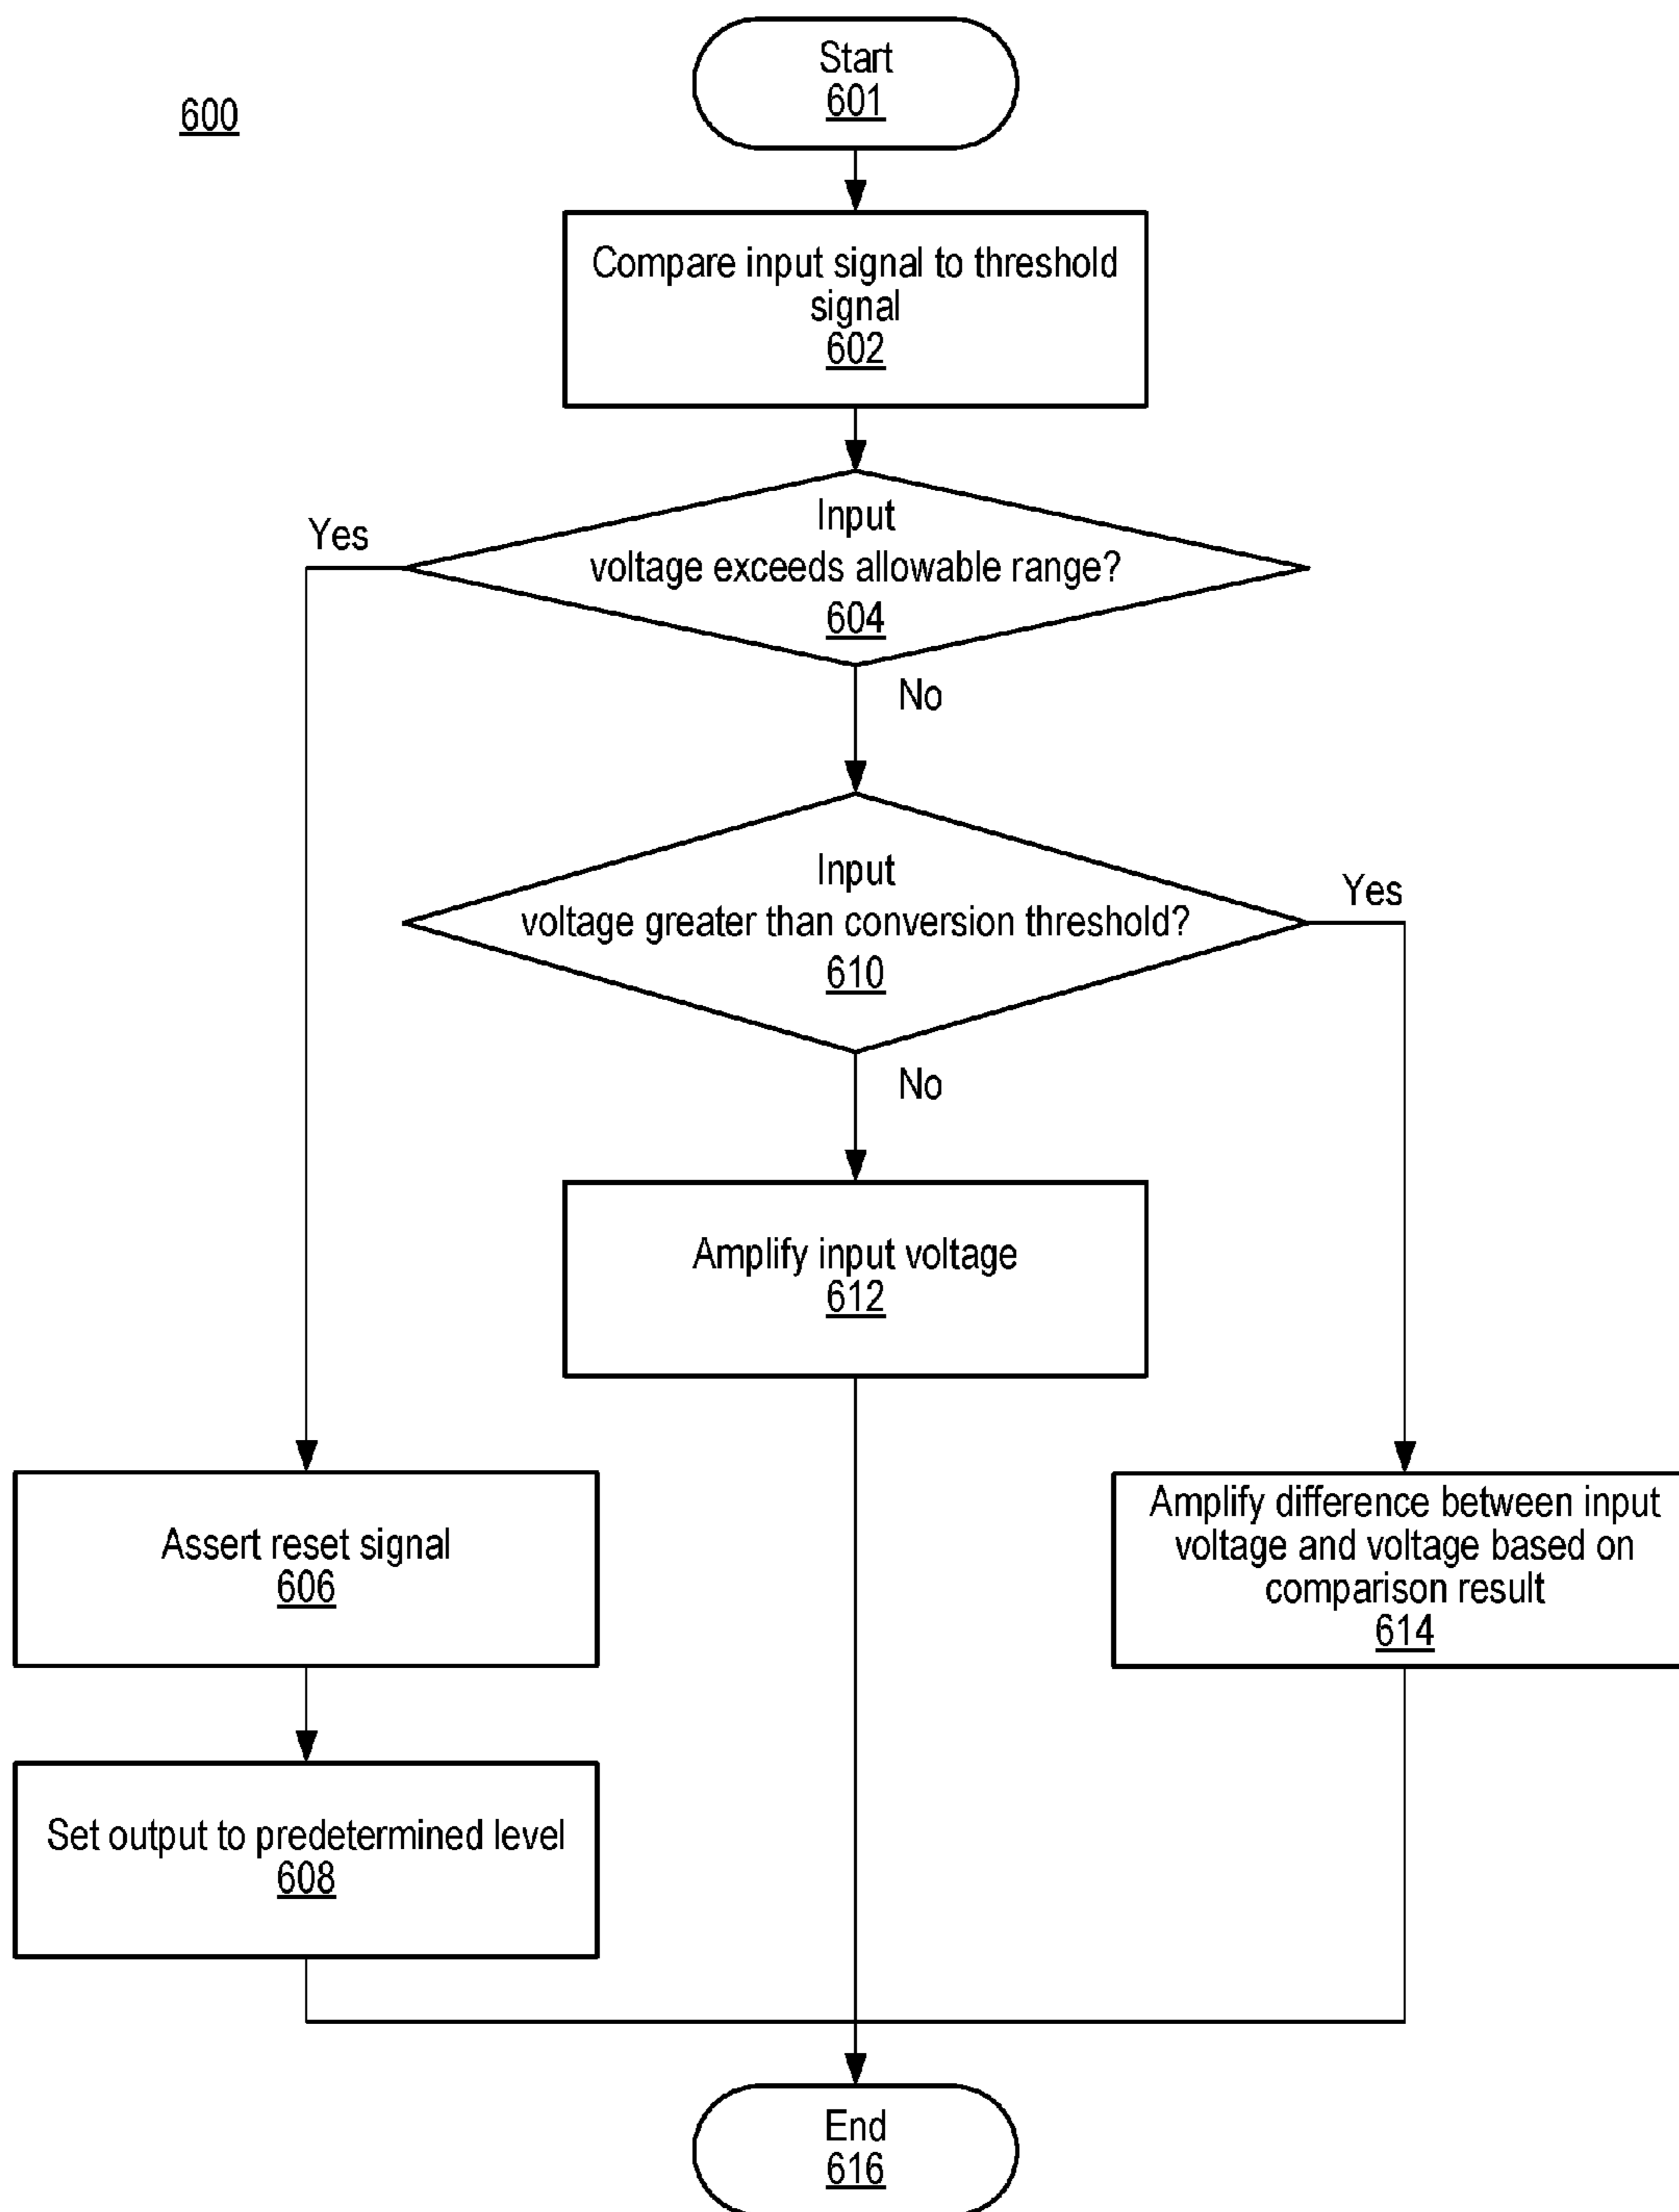 600
Start
601
Compare input signal to threshold
signal
602
Input
voltage exceeds allowable range?
604
Yes
No
Input
voltage greater than conversion threshold?
610
Yes
No
Amplify input voltage
612
Assert reset signal
606
Amplify difference between input
voltage and voltage based on
comparison result
614
Set output to predetermined level
608
End
616